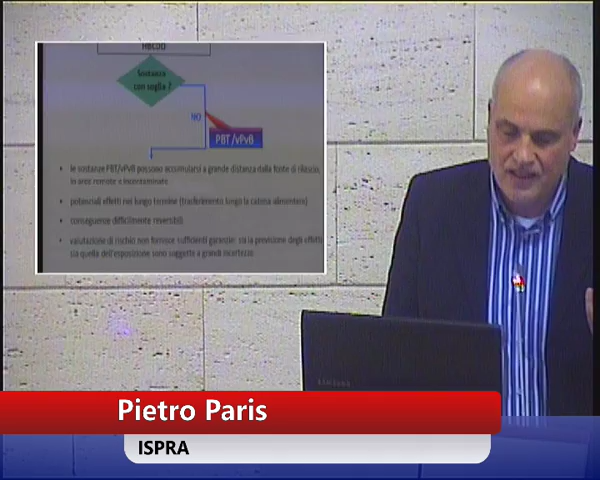 HBCDD
Sostanza
con soglia ?
NO
PBT/vPvB
• le sostanze PBT/vPvB possono accumularsi a grande distanza dalla fonte di rilascio,
in aree remote e incontaminate
• potenziali effetti nel lungo termine (trasferimento lungo la catena alimentare)
• conseguenze difficilmente reversibili
• valutazione di rischio non fornisce sufficienti garanzie: sia la previsione degli effetti
sia quella dell'esposizione sono soggette a grandi incertezze
Pietro Paris
ISPRA